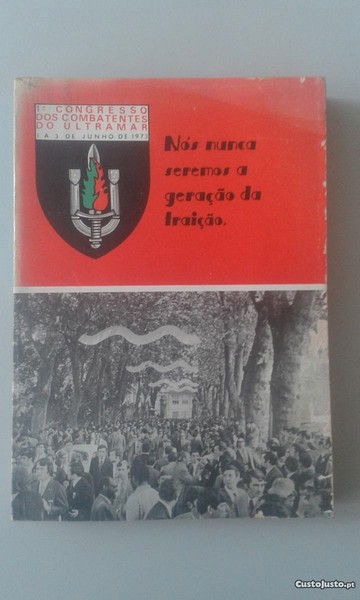 1º CONGRESSO
DOS COMBATENTES
DO ULTRAMAR
1 A 3 DE JUNHO DE 1973
Nós nunca
seremos a
geração da
traição.
CustoJusto.pt